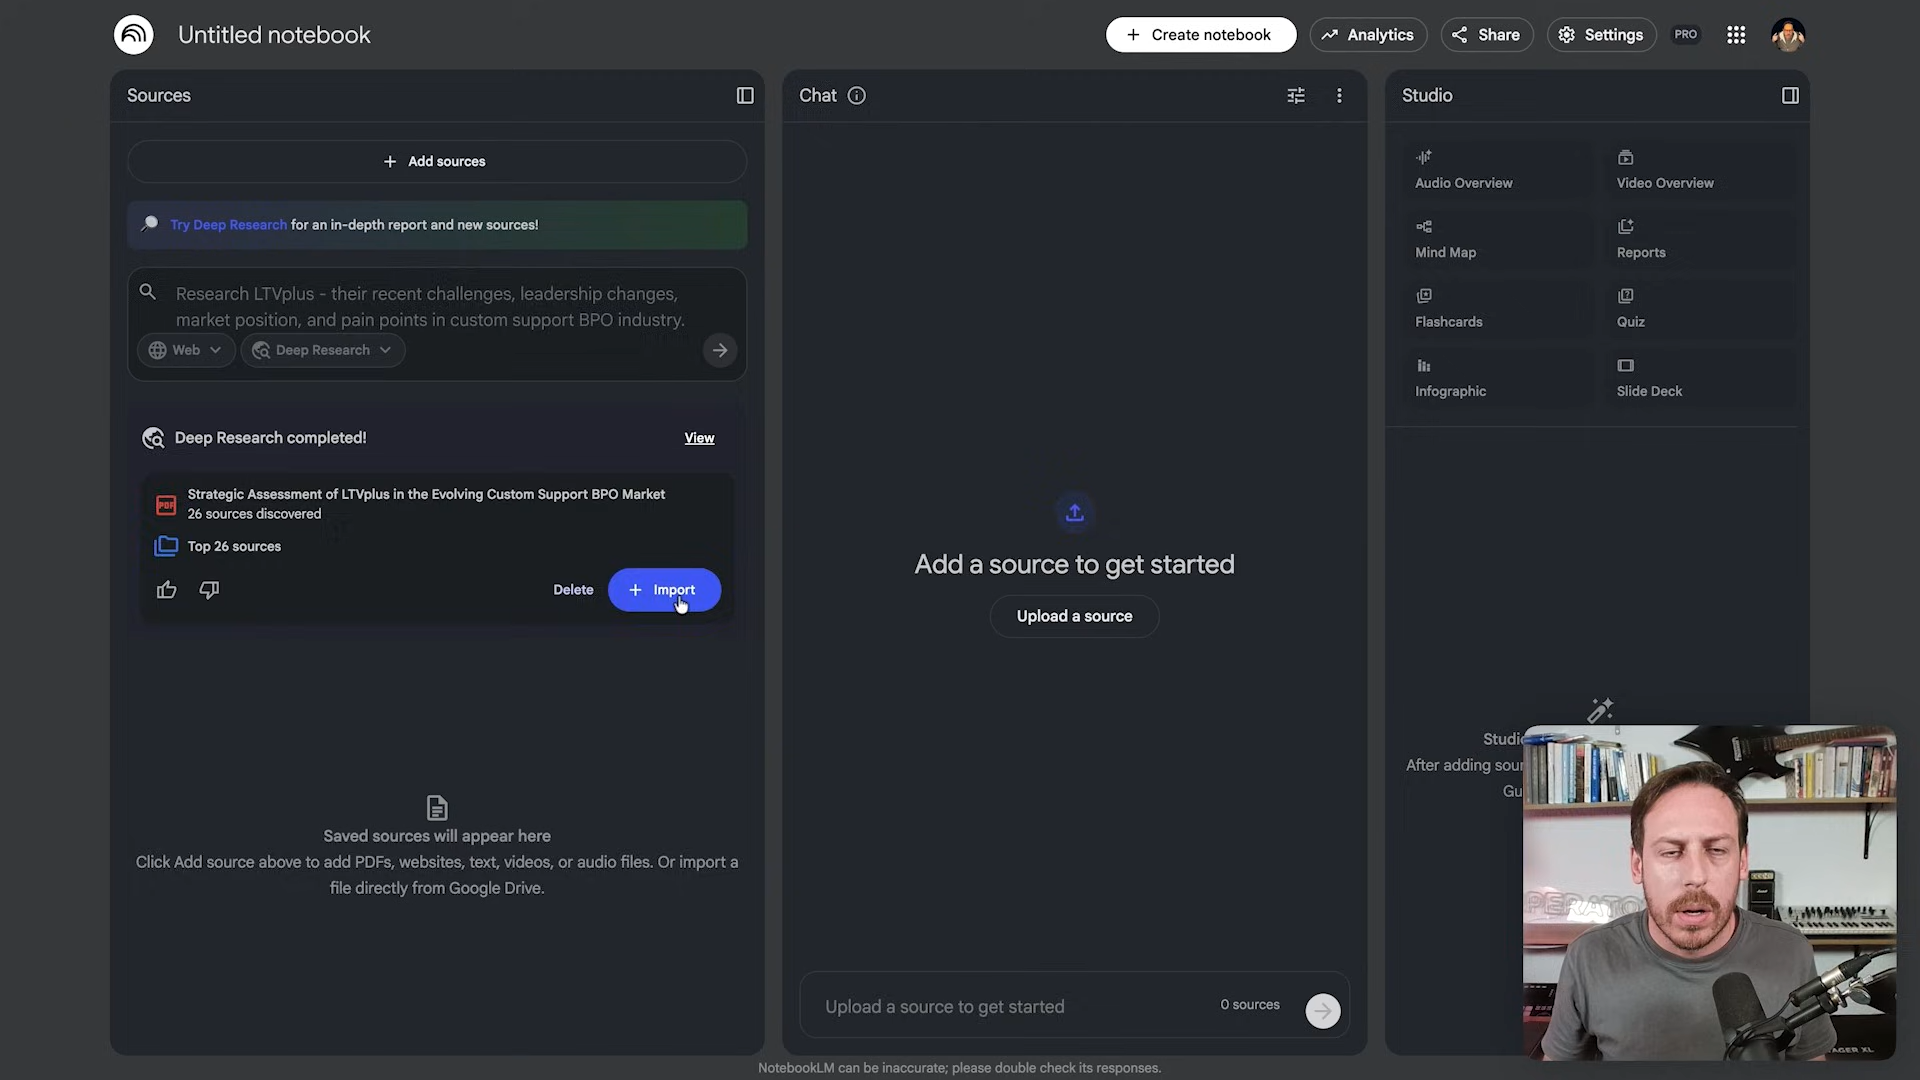 Untitled notebook
Create notebook
Analytics
Share
Settings
PRO
Sources
Add sources
Try Deep Research for an in-depth report and new sources!
Research LTVplus - their recent challenges, leadership changes,
market position, and pain points in custom support BPO industry.
Web
Deep Research
Deep Research completed!
View
PDF
Strategic Assessment of LTVplus in the Evolving Custom Support BPO Market
26 sources discovered
Top 26 sources
Delete
Import
Saved sources will appear here
Click Add source above to add PDFs, websites, text, videos, or audio files. Or import a
file directly from Google Drive.
Chat
Add a source to get started
Upload a source
Upload a source to get started
0 sources
Studio
Audio Overview
Video Overview
Mind Map
Reports
Flashcards
Quiz
Infographic
Slide Deck
After adding
NotebookLM can be inaccurate; please double check its responses.